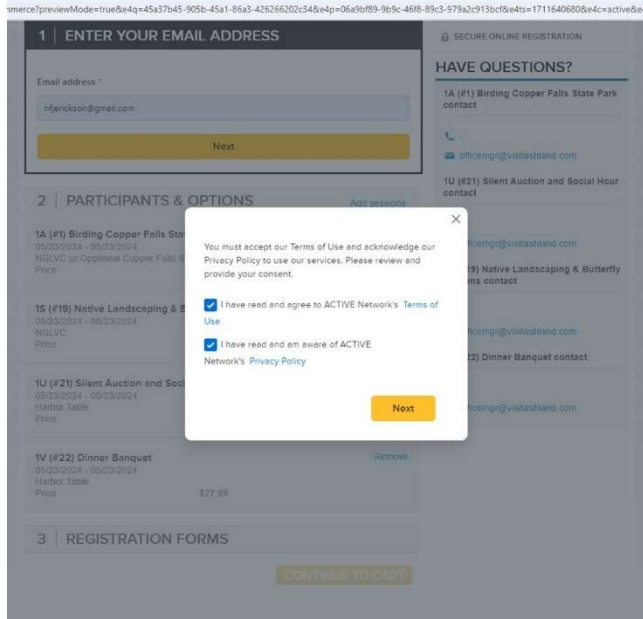 mmerce?previewMode=true&e4q=45a37b45-905b-45a1-86a3-426266202c34&e4p=06a9bf89-9b9c-46f8-89c3-979a2c913bcf&e4ts=1711640680&e4c=active&e
1 | ENTER YOUR EMAIL ADDRESS
Email address *
nfjerickson@gmail.com
Next
2 | PARTICIPANTS & OPTIONS
Add sessions
1A (#1) Birding Copper Falls Sta
05/23/2024 - 05/23/2024
NGLVC or Opptional Copper Falls S
Price
1S (#19) Native Landscaping & B
05/23/2024 - 05/23/2024
NGLVC
Price
1U (#21) Silent Auction and Soci
05/23/2024 - 05/23/2024
Harbor Table
Price
1V (#22) Dinner Banquet
Remove
05/23/2024 - 05/23/2024
Harbor Table
Price $27.99
3 | REGISTRATION FORMS
CONTINUE TO CART
You must accept our Terms of Use and acknowledge our
Privacy Policy to use our services. Please review and
provide your consent.
I have read and agree to ACTIVE Network's Terms of
Use
I have read and am aware of ACTIVE
Network's Privacy Policy
Next
SECURE ONLINE REGISTRATION
HAVE QUESTIONS?
1A (#1) Birding Copper Falls State Park
contact
-
officemgr@visitashland.com
1U (#21) Silent Auction and Social Hour
contact
ficemgr@visitashland.com
19) Native Landscaping & Butterfly
ns contact
ficemgr@visitashland.com
22) Dinner Banquet contact
ficemgr@visitashland.com